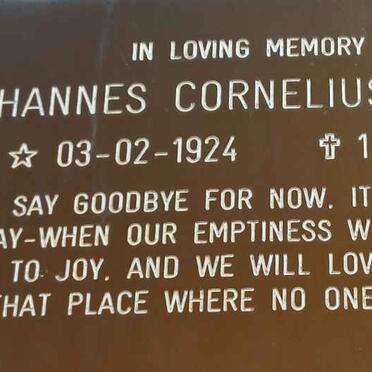 IN LOVING MEMORY
HANNES CORNELIUS
☆ 03-02-1924 ✝ 1
SAY GOODBYE FOR NOW. IT
AY-WHEN OUR EMPTINESS W
TO JOY. AND WE WILL LOV
THAT PLACE WHERE NO ONE